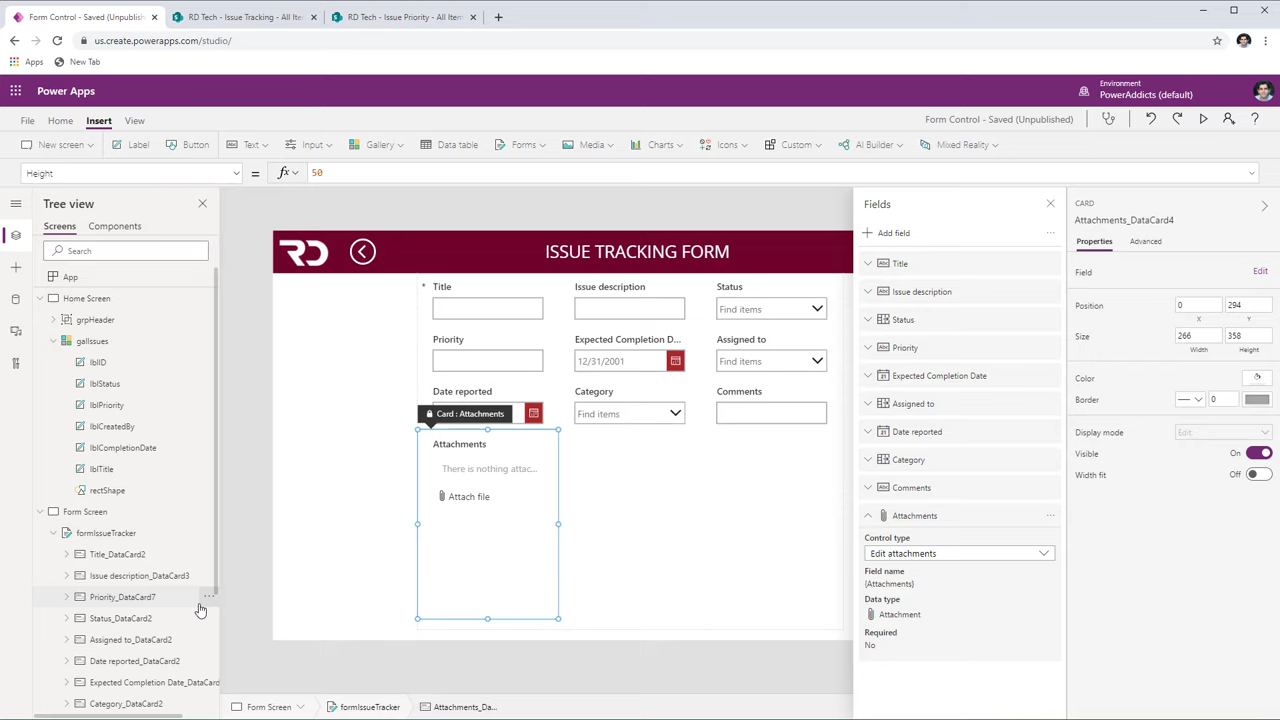 Form Control - Saved (Unpublish
RD Tech - Issue Tracking - All Iter
RD Tech - Issue Priority - All Item
us.create.powerapps.com/studio/
Apps
New Tab
Power Apps
Environment
PowerAddicts (default)
File
Home
Insert
View
Form Control - Saved (Unpublished)
New screen
Label
Button
Text
Input
Gallery
Data table
Forms
Media
Charts
Icons
Custom
AI Builder
Mixed Reality
Height
=
fx
50
Tree view
Screens
Components
Search
App
Home Screen
grpHeader
galIssues
lblID
lblStatus
lblPriority
lblCreatedBy
lblCompletionDate
lblTitle
rectShape
Form Screen
formIssueTracker
Title_DataCard2
Issue description_DataCard3
Priority_DataCard7
Status_DataCard2
Assigned to_DataCard2
Date reported_DataCard2
Expected Completion Date_DataCard
Category_DataCard2
RD
ISSUE TRACKING FORM
* Title
Issue description
Status
Find items
Priority
Expected Completion D...
Assigned to
12/31/2001
Find items
Date reported
Category
Comments
Card : Attachments
Find items
Attachments
There is nothing attac...
Attach file
Form Screen
formIssueTracker
Attachments_Da...
Fields
Add field
...
Abc Title
Abc Issue description
Status
Priority
Expected Completion Date
Assigned to
Date reported
Category
Abc Comments
Attachments
...
Control type
Edit attachments
Field name
{Attachments}
Data type
Attachment
Required
No
CARD
Attachments_DataCard4
Properties
Advanced
Field
Edit
Position
0
294
X
Y
Size
266
358
Width
Height
Color
Border
0
Display mode
Edit
Visible
On
Width fit
Off